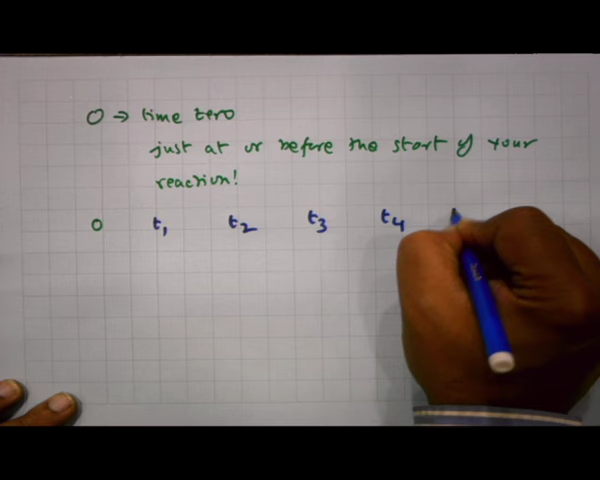 0 → time zero
just at or before the start of your
reaction!
0 t1 t2 t3 t4